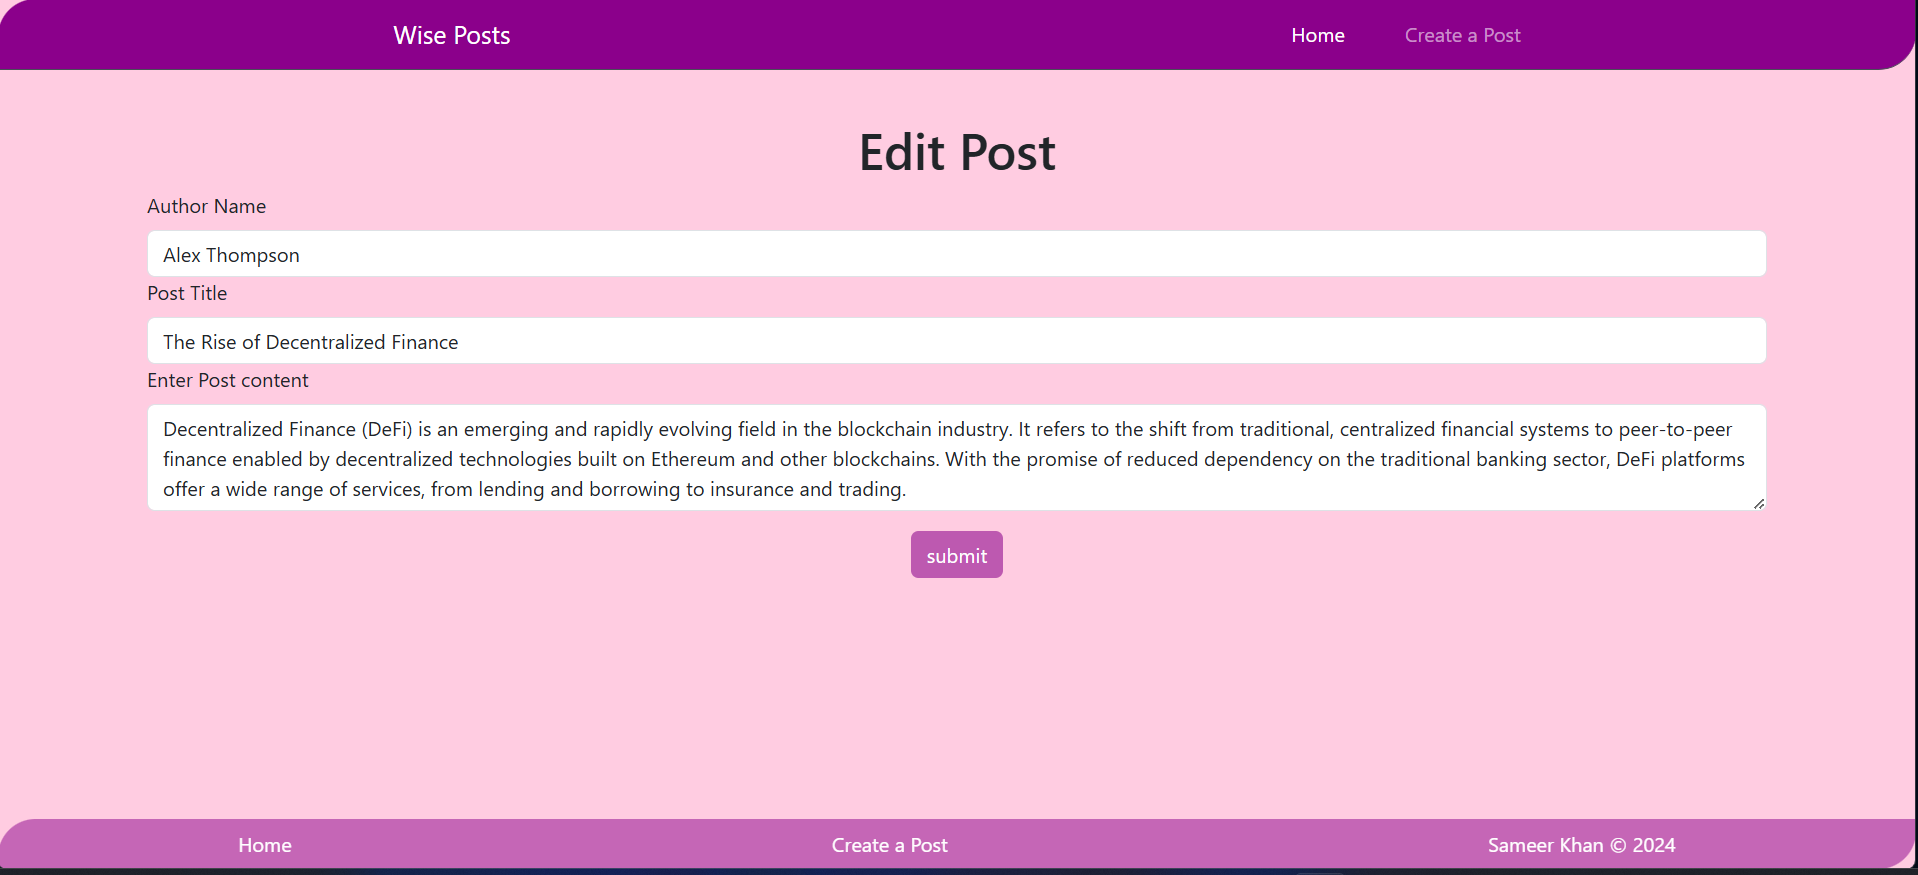 Wise Posts
Home
Create a Post
Edit Post
Author Name
Alex Thompson
Post Title
The Rise of Decentralized Finance
Enter Post content
Decentralized Finance (DeFi) is an emerging and rapidly evolving field in the blockchain industry. It refers to the shift from traditional, centralized financial systems to peer-to-peer
finance enabled by decentralized technologies built on Ethereum and other blockchains. With the promise of reduced dependency on the traditional banking sector, DeFi platforms
offer a wide range of services, from lending and borrowing to insurance and trading.
submit
Home
Create a Post
Sameer Khan © 2024